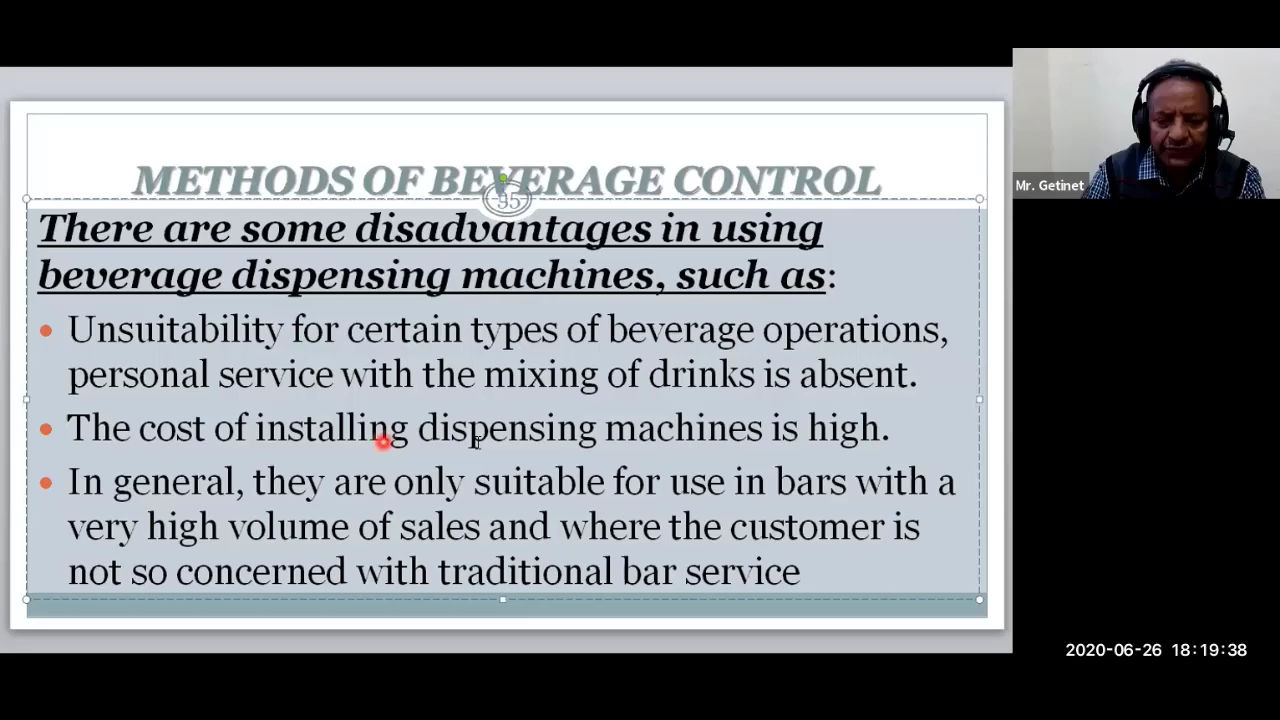 METHODS OF BEVERAGE CONTROL
95
There are some disadvantages in using
beverage dispensing machines, such as:
• Unsuitability for certain types of beverage operations,
personal service with the mixing of drinks is absent.
• The cost of installing dispensing machines is high.
• In general, they are only suitable for use in bars with a
very high volume of sales and where the customer is
not so concerned with traditional bar service
Mr. Getinet
2020-06-26 18:19:38